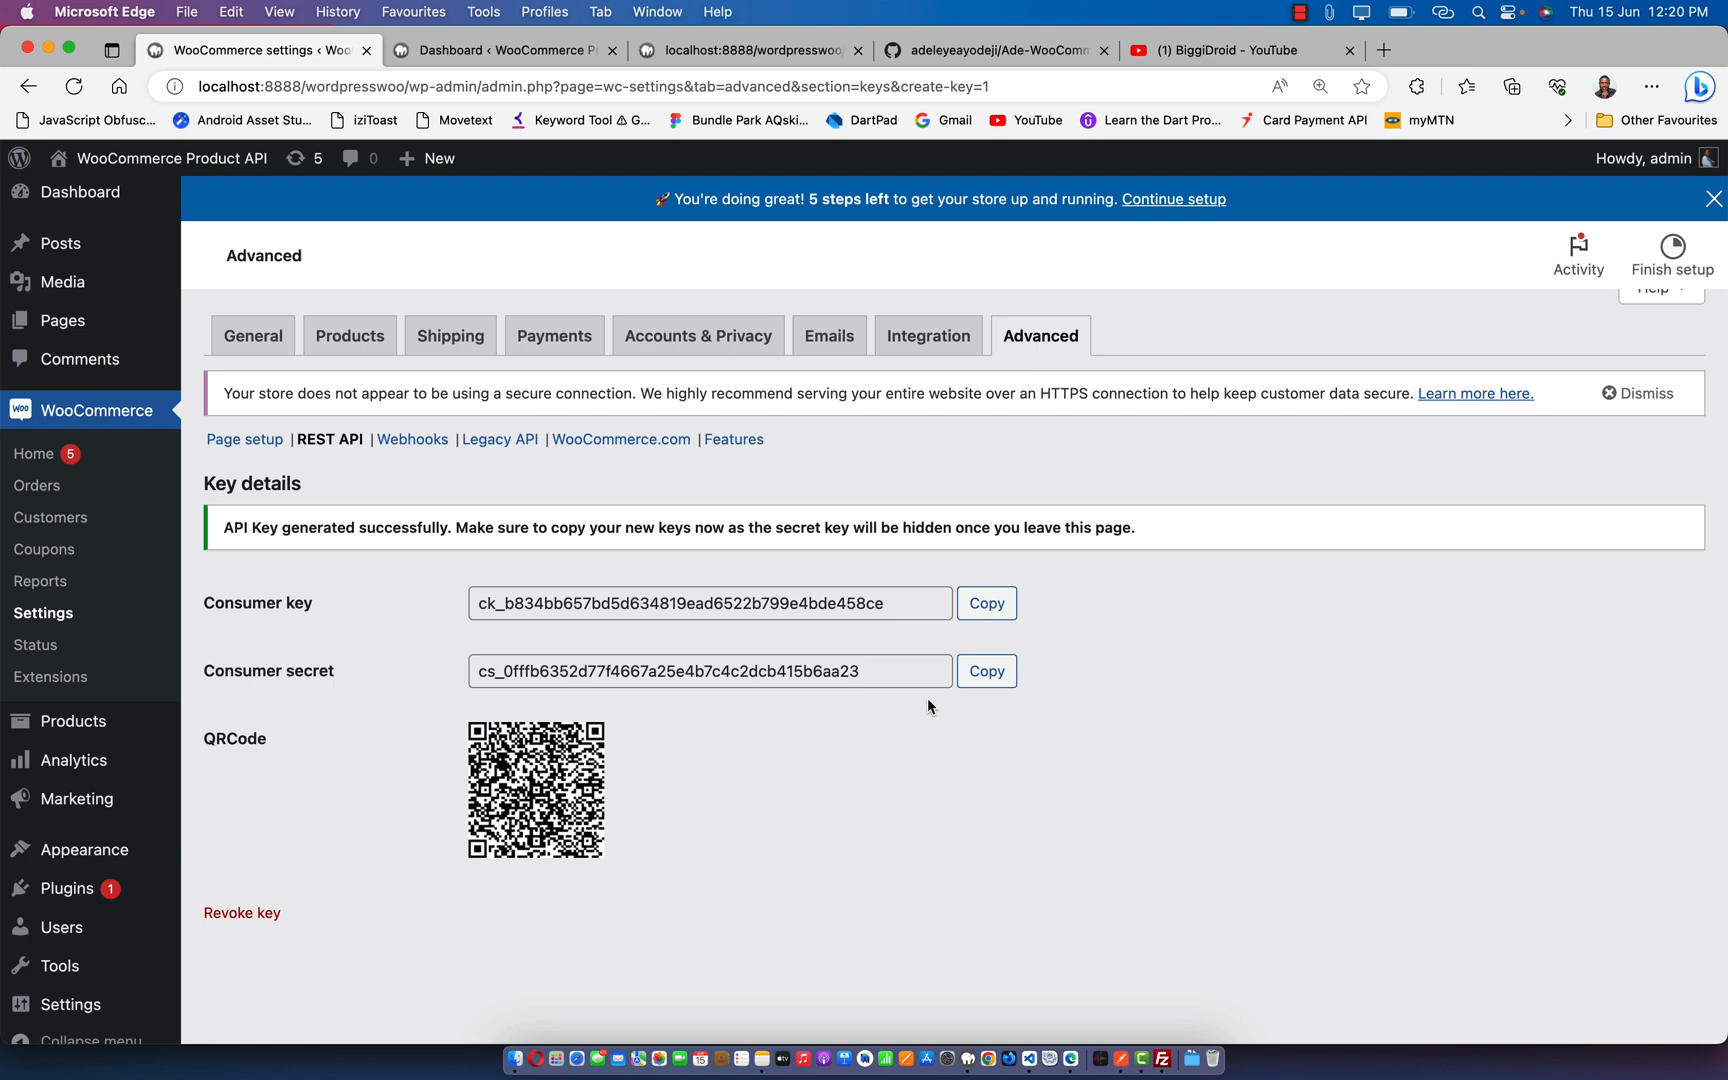 Microsoft Edge File Edit View History Favourites Tools Profiles Tab Window Help Thu 15 Jun 12:20 PM
WooCommerce settings ‹ Woo Dashboard ‹ WooCommerce P localhost:8888/wordpresswoo/ adeleyeayodeji/Ade-WooComm (1) BiggiDroid - YouTube
localhost:8888/wordpresswoo/wp-admin/admin.php?page=wc-settings&tab=advanced&section=keys&create-key=1
JavaScript Obfusc... Android Asset Stu... iziToast Movetext Keyword Tool ⚠ G... Bundle Park AQski... DartPad Gmail YouTube Learn the Dart Pro... Card Payment API myMTN Other Favourites
WooCommerce Product API 5 0 + New Howdy, admin
🚀 You're doing great! 5 steps left to get your store up and running. Continue setup
Dashboard
Posts
Media
Pages
Comments
WooCommerce
Home 5
Orders
Customers
Coupons
Reports
Settings
Status
Extensions
Products
Analytics
Marketing
Appearance
Plugins 1
Users
Tools
Settings
Collapse menu
Advanced
Activity Finish setup
Help
General Products Shipping Payments Accounts & Privacy Emails Integration Advanced
Your store does not appear to be using a secure connection. We highly recommend serving your entire website over an HTTPS connection to help keep customer data secure. Learn more here. Dismiss
Page setup | REST API | Webhooks | Legacy API | WooCommerce.com | Features
Key details
API Key generated successfully. Make sure to copy your new keys now as the secret key will be hidden once you leave this page.
Consumer key ck_b834bb657bd5d634819ead6522b799e4bde458ce Copy
Consumer secret cs_0fffb6352d77f4667a25e4b7c4c2dcb415b6aa23 Copy
QRCode
Revoke key